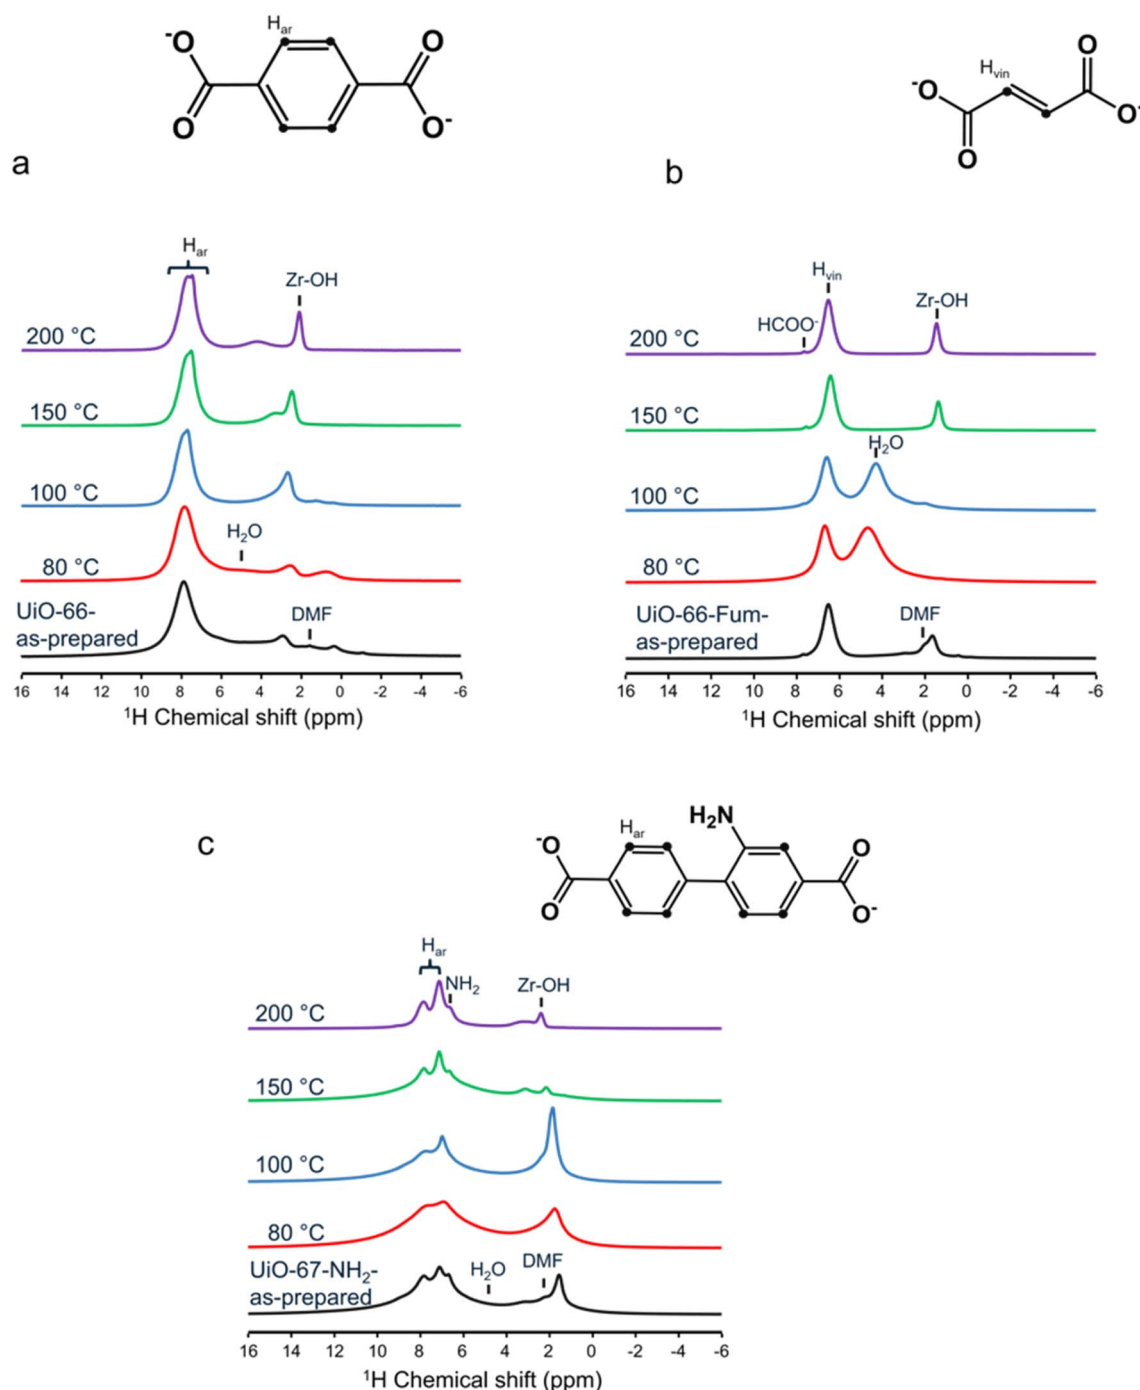 Har
-O
O
O
O-
Hvin
-O
O
O
O-
a
b
Har
Zr-OH
200 °C
150 °C
100 °C
H2O
80 °C
UiO-66-
as-prepared
DMF
16 14 12 10 8 6 4 2 0 -2 -4 -6
1H Chemical shift (ppm)
Hvin
Zr-OH
HCOO-
200 °C
150 °C
H2O
100 °C
80 °C
UiO-66-Fum-
as-prepared
DMF
16 14 12 10 8 6 4 2 0 -2 -4 -6
1H Chemical shift (ppm)
c
H2N
Har
-O
O
O
O-
Har
NH2
Zr-OH
200 °C
150 °C
100 °C
80 °C
UiO-67-NH2-
as-prepared
H2O
DMF
16 14 12 10 8 6 4 2 0 -2 -4 -6
1H Chemical shift (ppm)